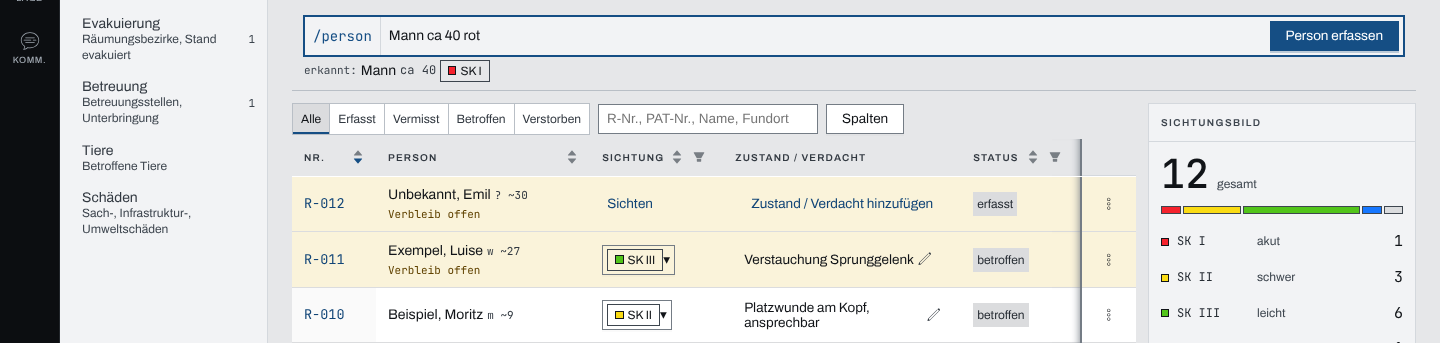 KOMM.
Evakuierung
Räumungsbezirke, Stand 1
evakuiert
Betreuung
Betreuungsstellen, 1
Unterbringung
Tiere
Betroffene Tiere
Schäden
Sach-, Infrastruktur-,
Umweltschäden
/person Mann ca 40 rot Person erfassen
erkannt: Mann ca 40 SK I
Alle Erfasst Vermisst Betroffen Verstorben R-Nr., PAT-Nr., Name, Fundort Spalten
NR. PERSON SICHTUNG ZUSTAND / VERDACHT STATUS
R-012 Unbekannt, Emil ? ~30 Sichten Zustand / Verdacht hinzufügen erfasst
Verbleib offen
R-011 Exempel, Luise w ~27 SK III Verstauchung Sprunggelenk betroffen
Verbleib offen
R-010 Beispiel, Moritz m ~9 SK II Platzwunde am Kopf, betroffen
ansprechbar
SICHTUNGSBILD
12 gesamt
SK I akut 1
SK II schwer 3
SK III leicht 6